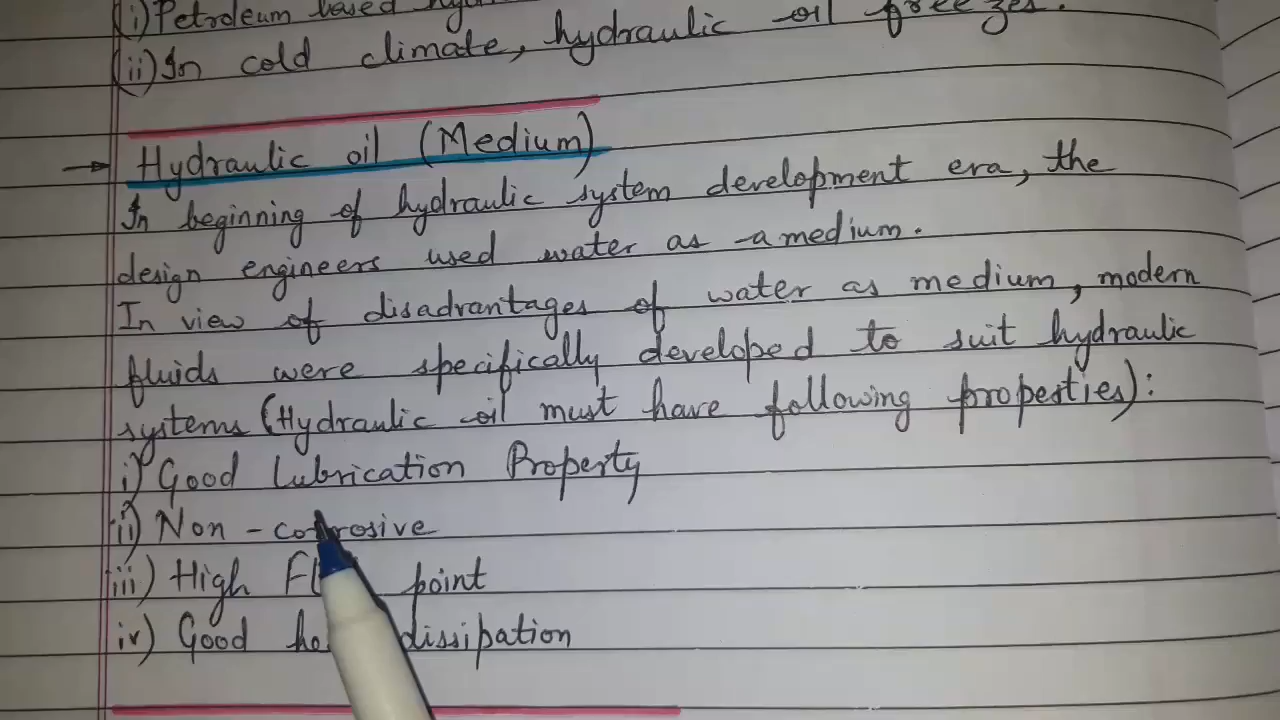 (i) Petroleum based
(ii) In cold climate, hydraulic oil freezes.
→ Hydraulic oil (Medium)
In beginning of hydraulic system development era, the
design engineers used water as a medium.
In view of disadvantages of water as medium, modern
fluids were specifically developed to suit hydraulic
systems (Hydraulic oil must have following properties):
i) Good Lubrication Property
ii) Non-corrosive
iii) High point
iv) Good dissipation